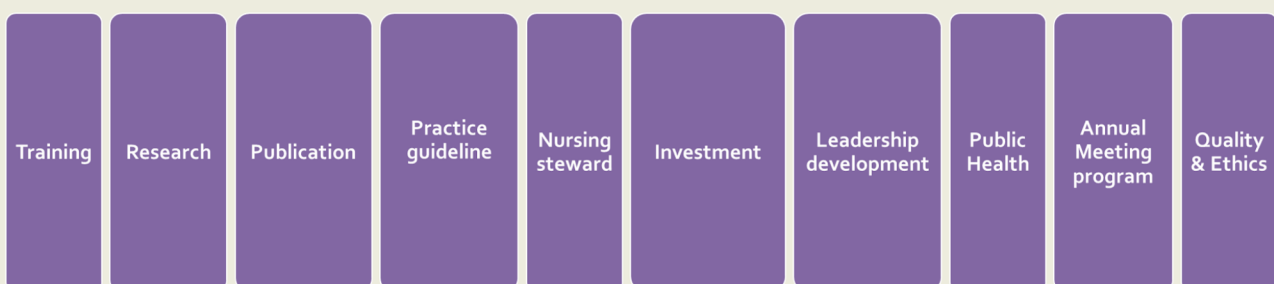 Training
Research
Publication
Practice
guideline
Nursing
steward
Investment
Leadership
development
Public
Health
Annual
Meeting
program
Quality
& Ethics